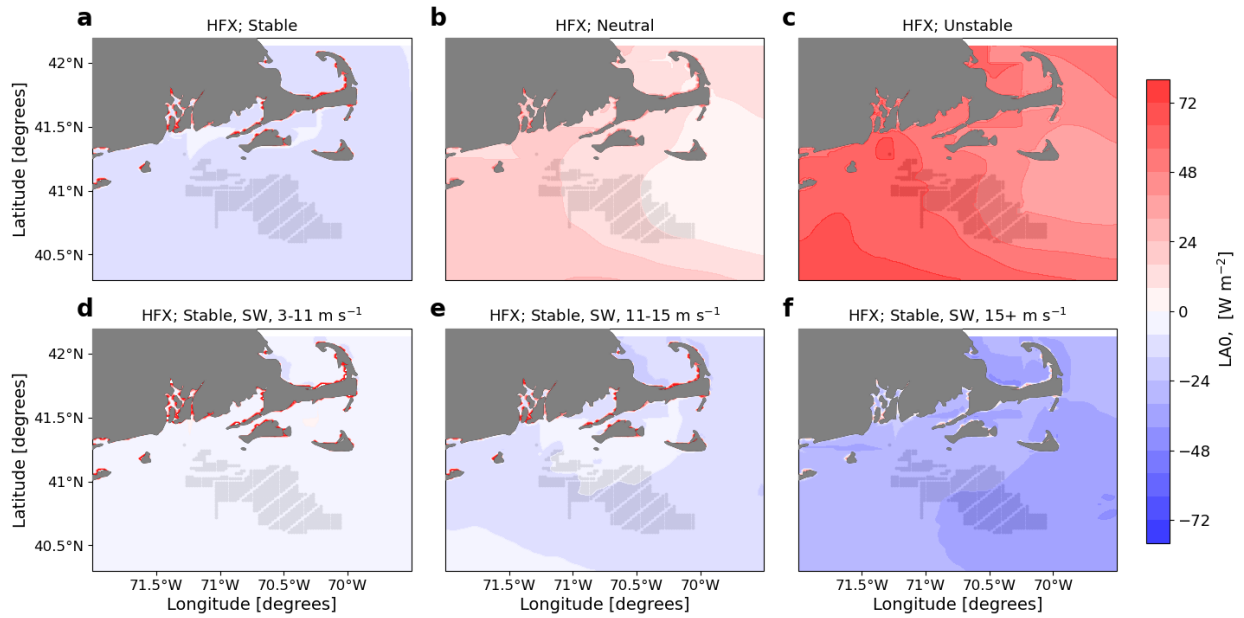 a HFX; Stable
b HFX; Neutral
c HFX; Unstable
42°N
41.5°N
41°N
40.5°N
Latitude [degrees]
d HFX; Stable, SW, 3-11 m s⁻¹
e HFX; Stable, SW, 11-15 m s⁻¹
f HFX; Stable, SW, 15+ m s⁻¹
42°N
41.5°N
41°N
40.5°N
Latitude [degrees]
71.5°W 71°W 70.5°W 70°W
71.5°W 71°W 70.5°W 70°W
71.5°W 71°W 70.5°W 70°W
Longitude [degrees]
Longitude [degrees]
Longitude [degrees]
72
48
24
0
−24
−48
−72
LA0, [W m⁻²]